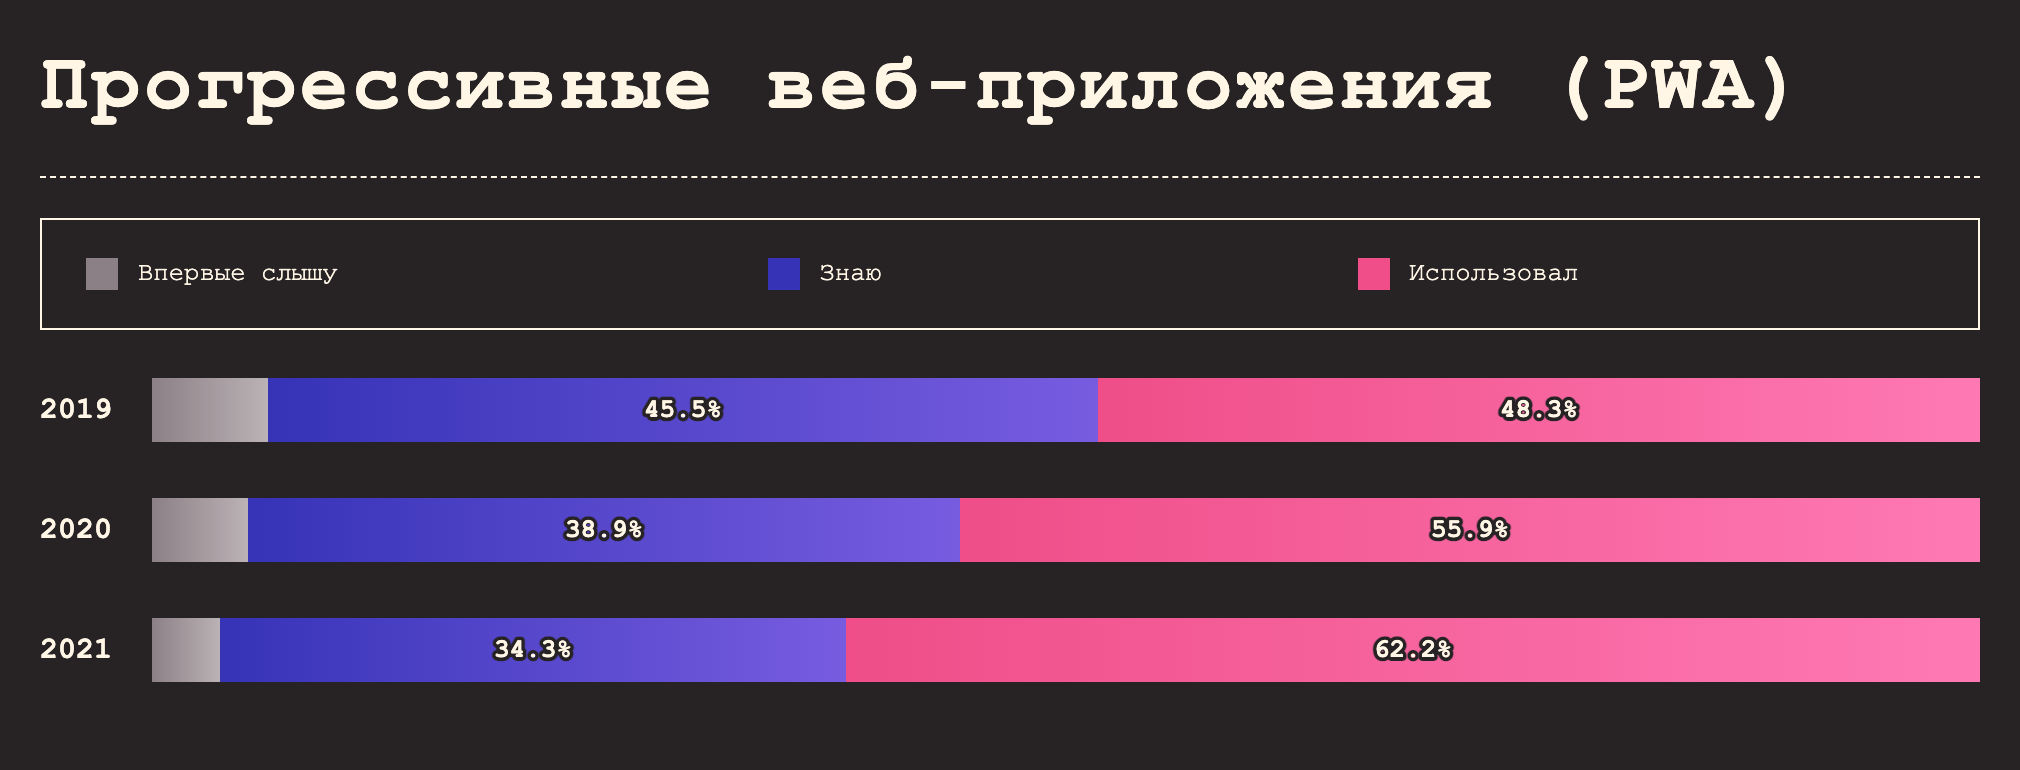 Прогрессивные веб-приложения (PWA)
Впервые слышу Знаю Использовал
2019 45.5% 48.3%
2020 38.9% 55.9%
2021 34.3% 62.2%